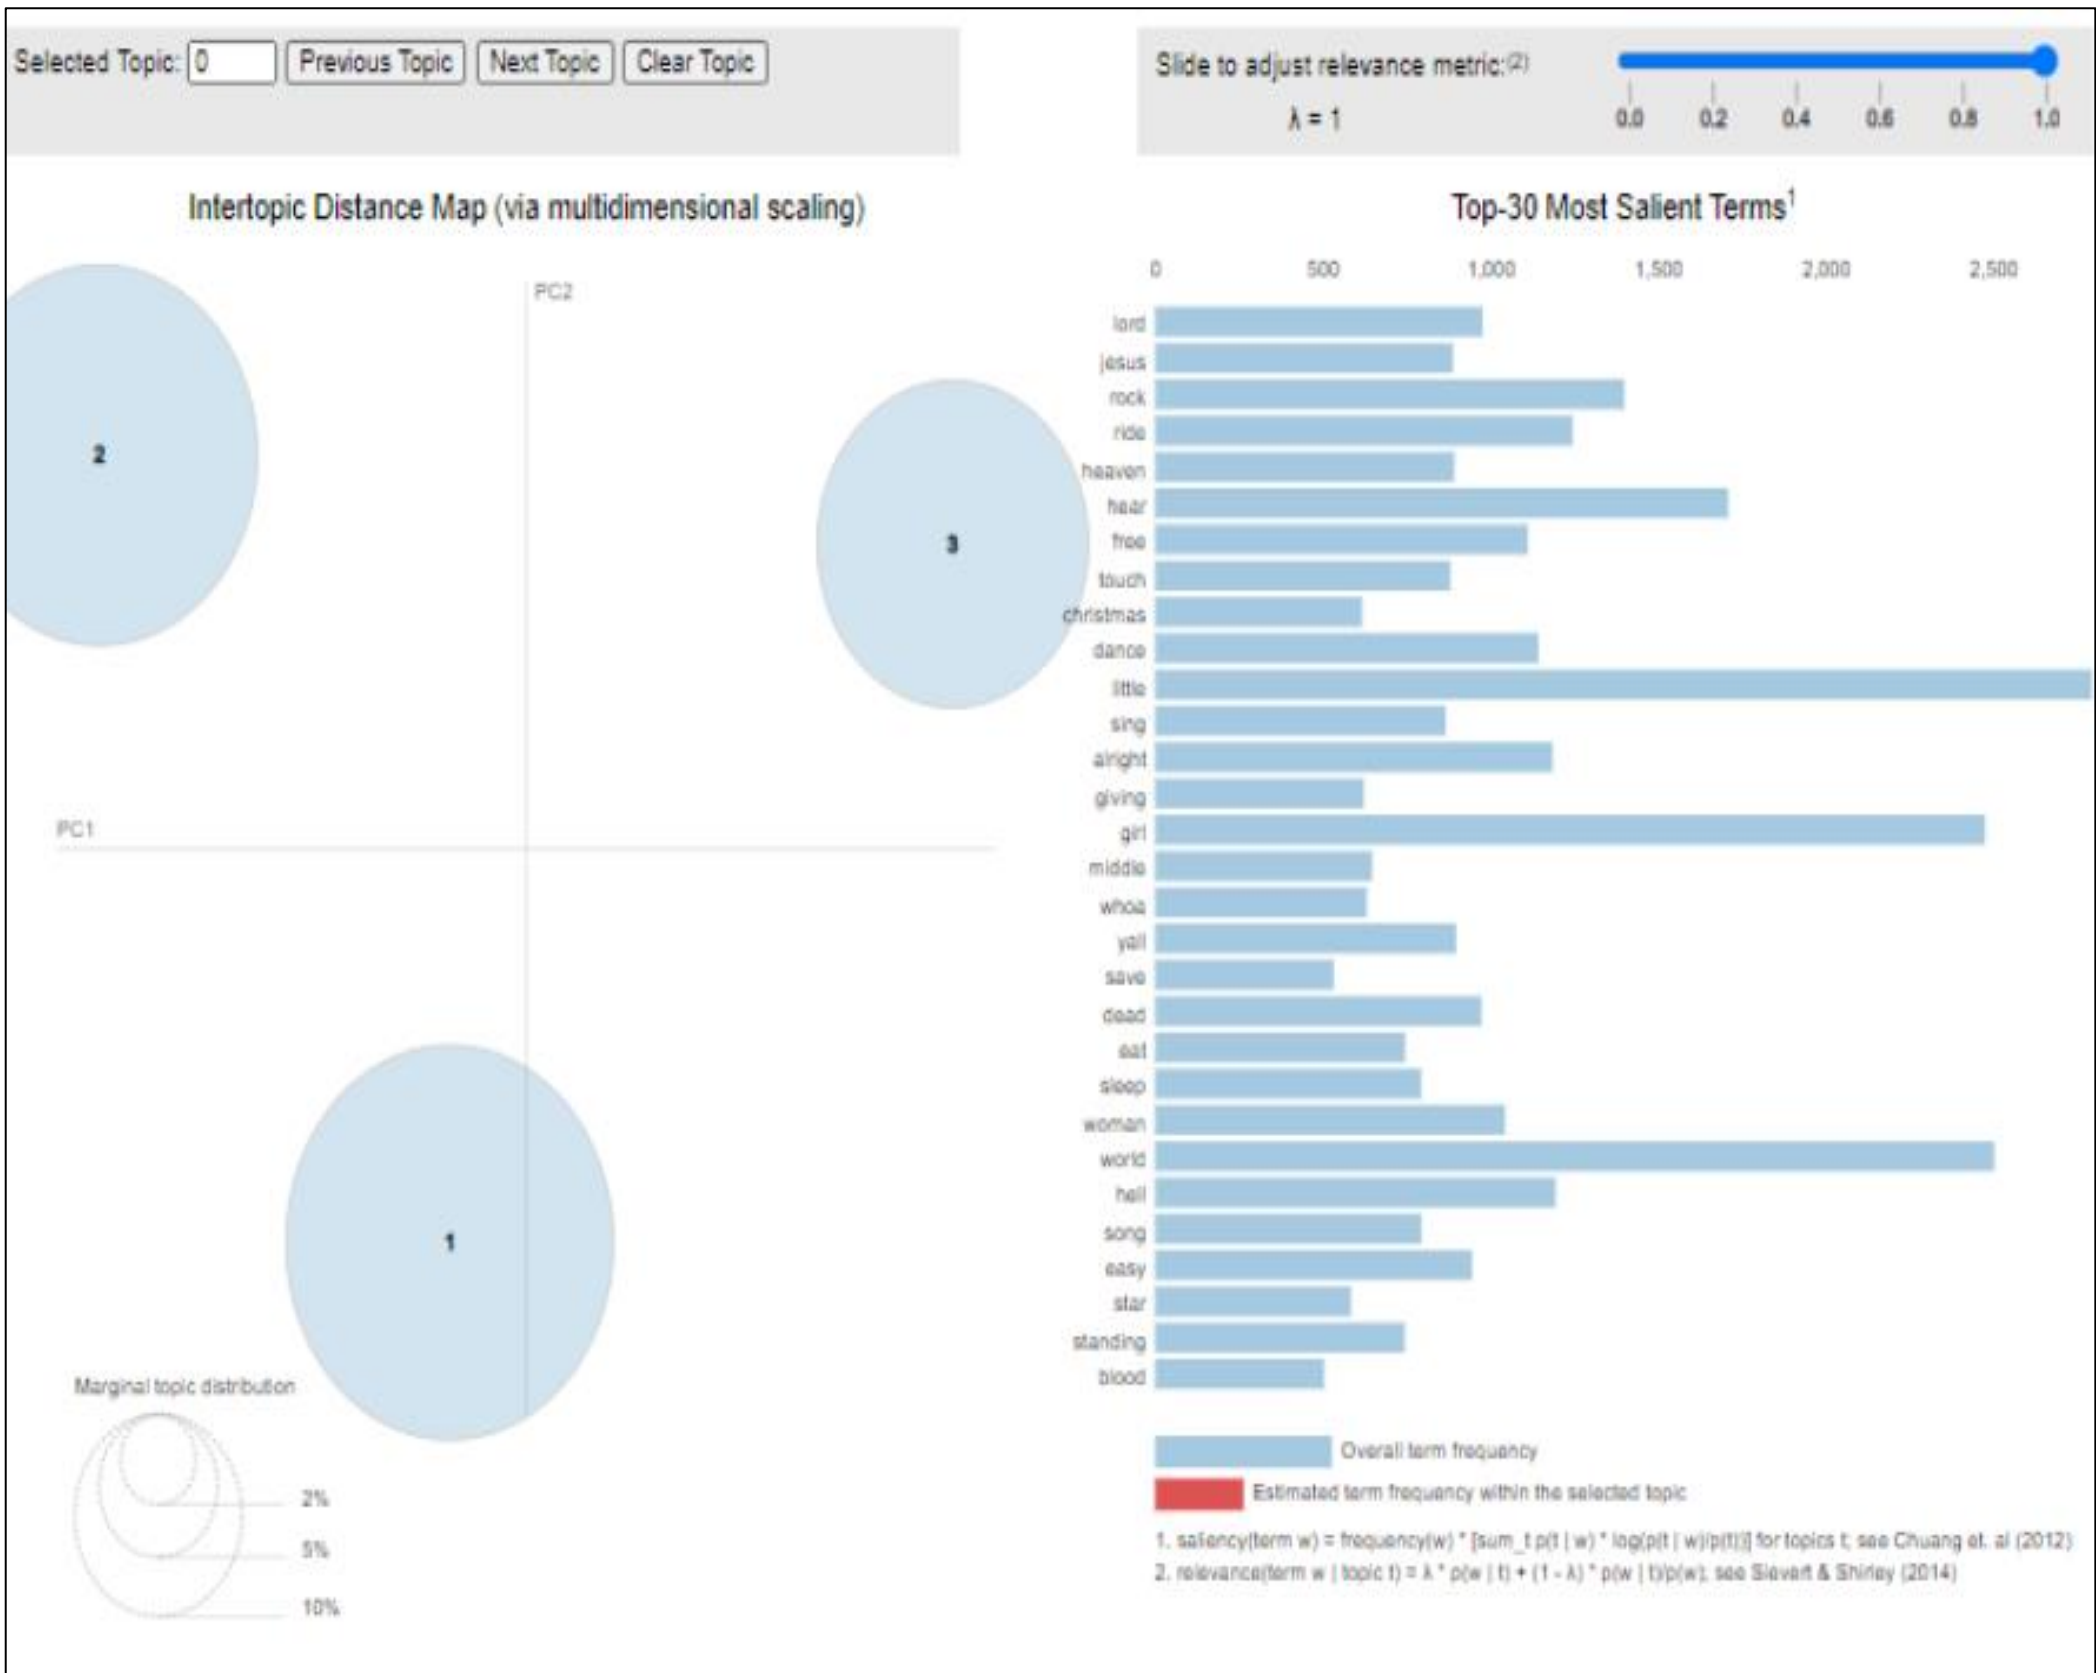 Selected Topic: 0 Previous Topic Next Topic Clear Topic
Slide to adjust relevance metric:(2)
λ = 1
0.0 0.2 0.4 0.6 0.8 1.0
Intertopic Distance Map (via multidimensional scaling)
PC2
2
3
PC1
1
Marginal topic distribution
2%
5%
10%
Top-30 Most Salient Terms1
0 500 1,000 1,500 2,000 2,500
lord
jesus
rock
ride
heaven
hear
free
touch
christmas
dance
little
sing
alright
giving
girl
middle
whoa
yall
save
dead
eat
sleep
woman
world
hell
song
easy
star
standing
blood
Overall term frequency
Estimated term frequency within the selected topic
1. saliency(term w) = frequency(w) * [sum_t p(t | w) * log(p(t | w)/p(t))] for topics t; see Chuang et. al (2012)
2. relevance(term w | topic t) = λ * p(w | t) + (1 - λ) * p(w | t)/p(w); see Sievert & Shirley (2014)